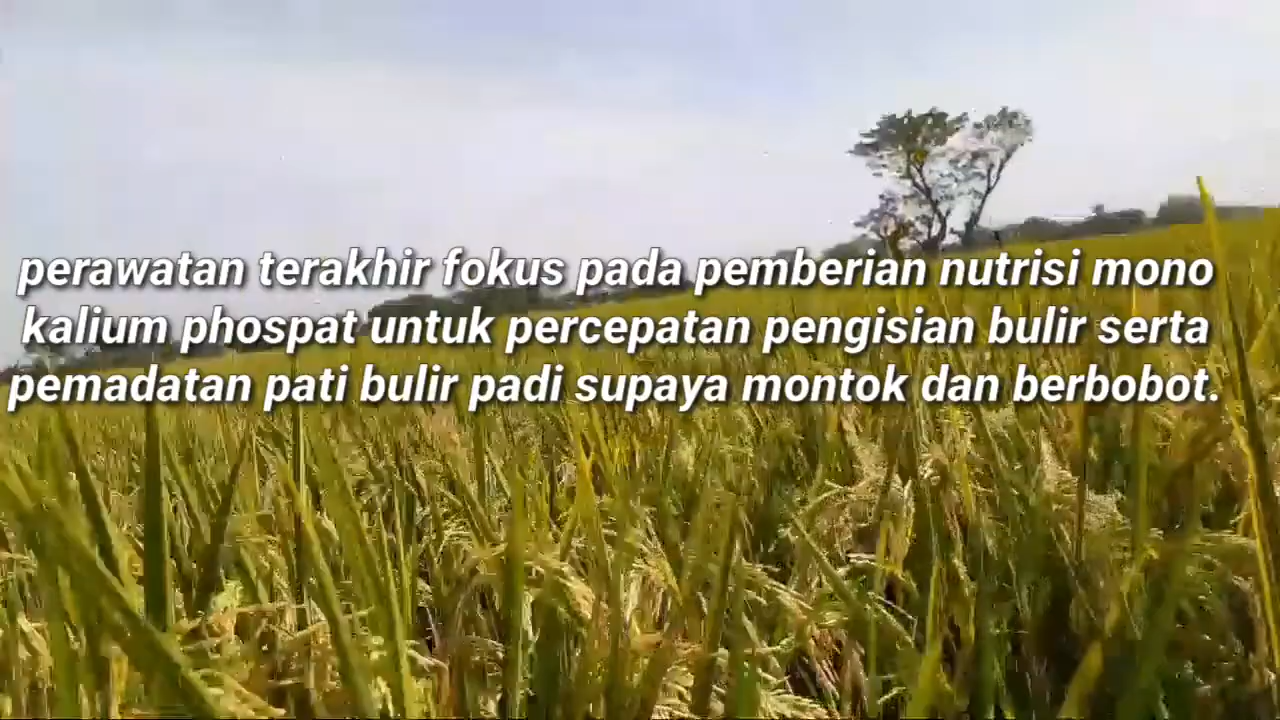 perawatan terakhir fokus pada pemberian nutrisi mono
kalium phospat untuk percepatan pengisian bulir serta
pemadatan pati bulir padi supaya montok dan berbobot.